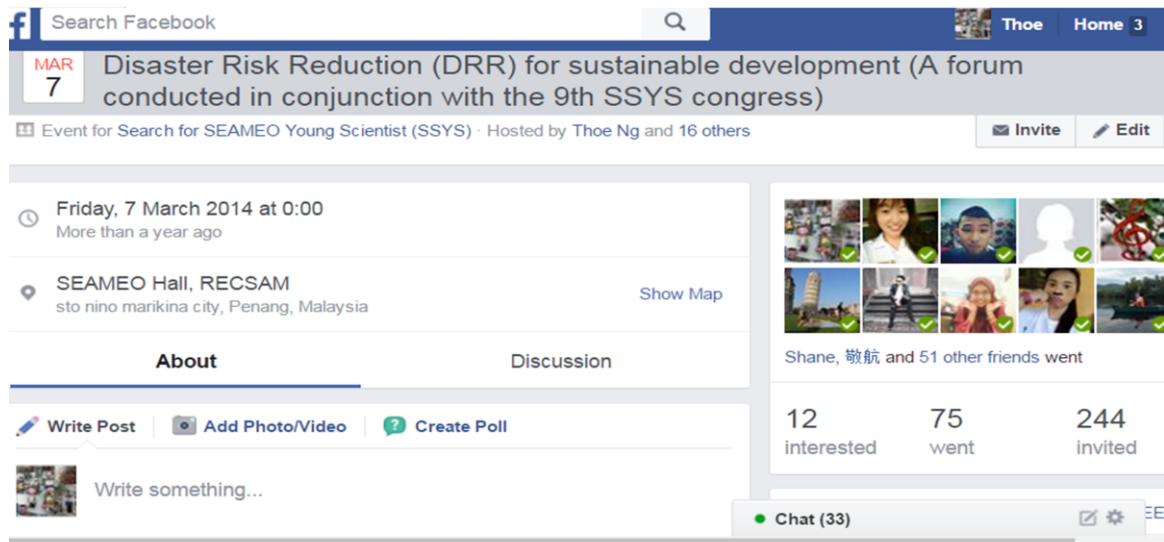 f Search Facebook Thoe Home 3
MAR
7
Disaster Risk Reduction (DRR) for sustainable development (A forum
conducted in conjunction with the 9th SSYS congress)
Event for Search for SEAMEO Young Scientist (SSYS) · Hosted by Thoe Ng and 16 others
Invite Edit
Friday, 7 March 2014 at 0:00
More than a year ago
SEAMEO Hall, RECSAM
sto nino marikina city, Penang, Malaysia
Show Map
About Discussion
Write Post Add Photo/Video Create Poll
Write something...
Shane, 敬航 and 51 other friends went
12 75 244
interested went invited
Chat (33)